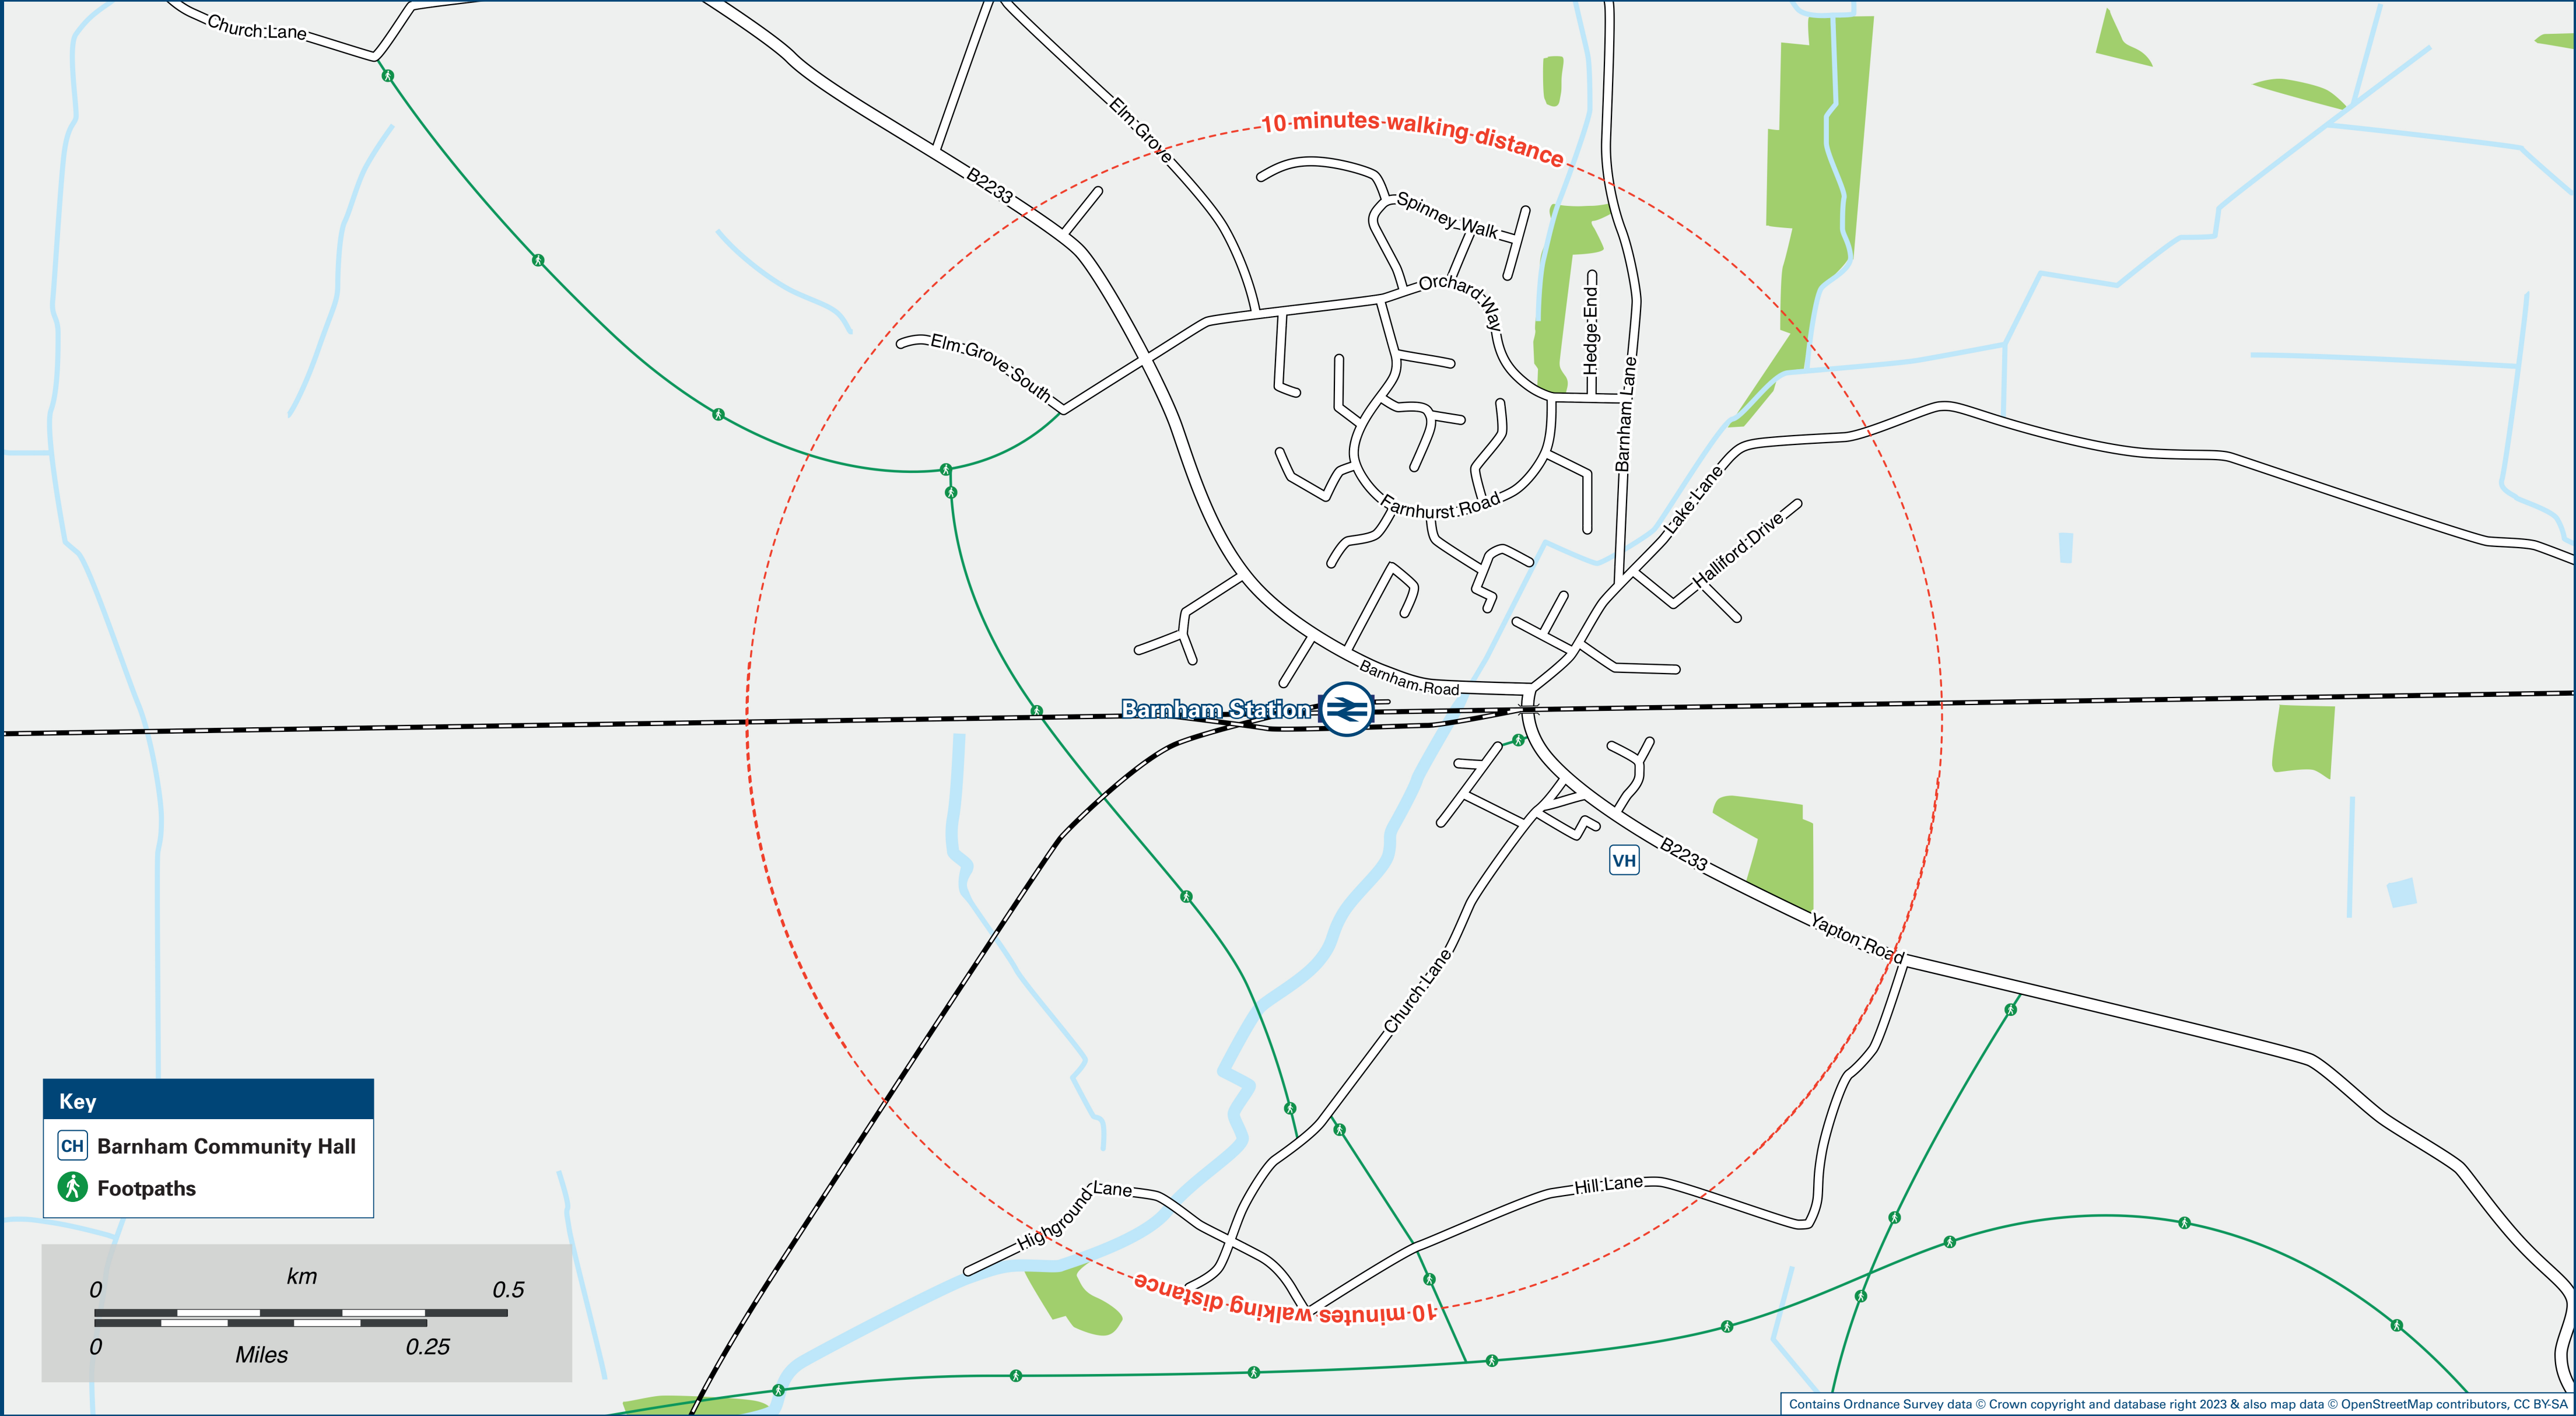 Church Lane
Elm Grove
10 minutes walking distance
B2233
Spinney Walk
Orchard Way
Hedge End
Elm Grove South
Barnham Lane
Lake Lane
Farnhurst Road
Halliford Drive
Barnham Road
Barnham Station
VH
B2233
Yapton Road
Church Lane
Highground Lane
Hill Lane
10 minutes walking distance
Key
CH Barnham Community Hall
Footpaths
km
0 0.5
0 0.25
Miles
Contains Ordnance Survey data © Crown copyright and database right 2023 & also map data © OpenStreetMap contributors, CC BY-SA